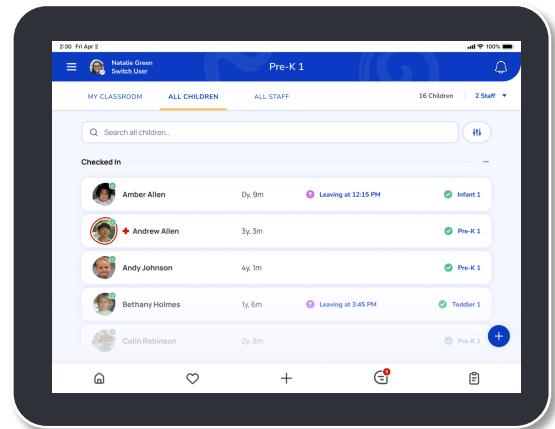 2:30 Fri Apr 2
100%
Natalie Green
Switch User
Pre-K 1
MY CLASSROOM ALL CHILDREN ALL STAFF 16 Children 2 Staff
Search all children...
Checked In
Amber Allen 0y, 9m Leaving at 12:15 PM Infant 1
Andrew Allen 3y, 3m Pre-K 1
Andy Johnson 4y, 1m Pre-K 1
Bethany Holmes 1y, 6m Leaving at 3:45 PM Toddler 1
Colin Robinson 2y, 8m Pre-K 1